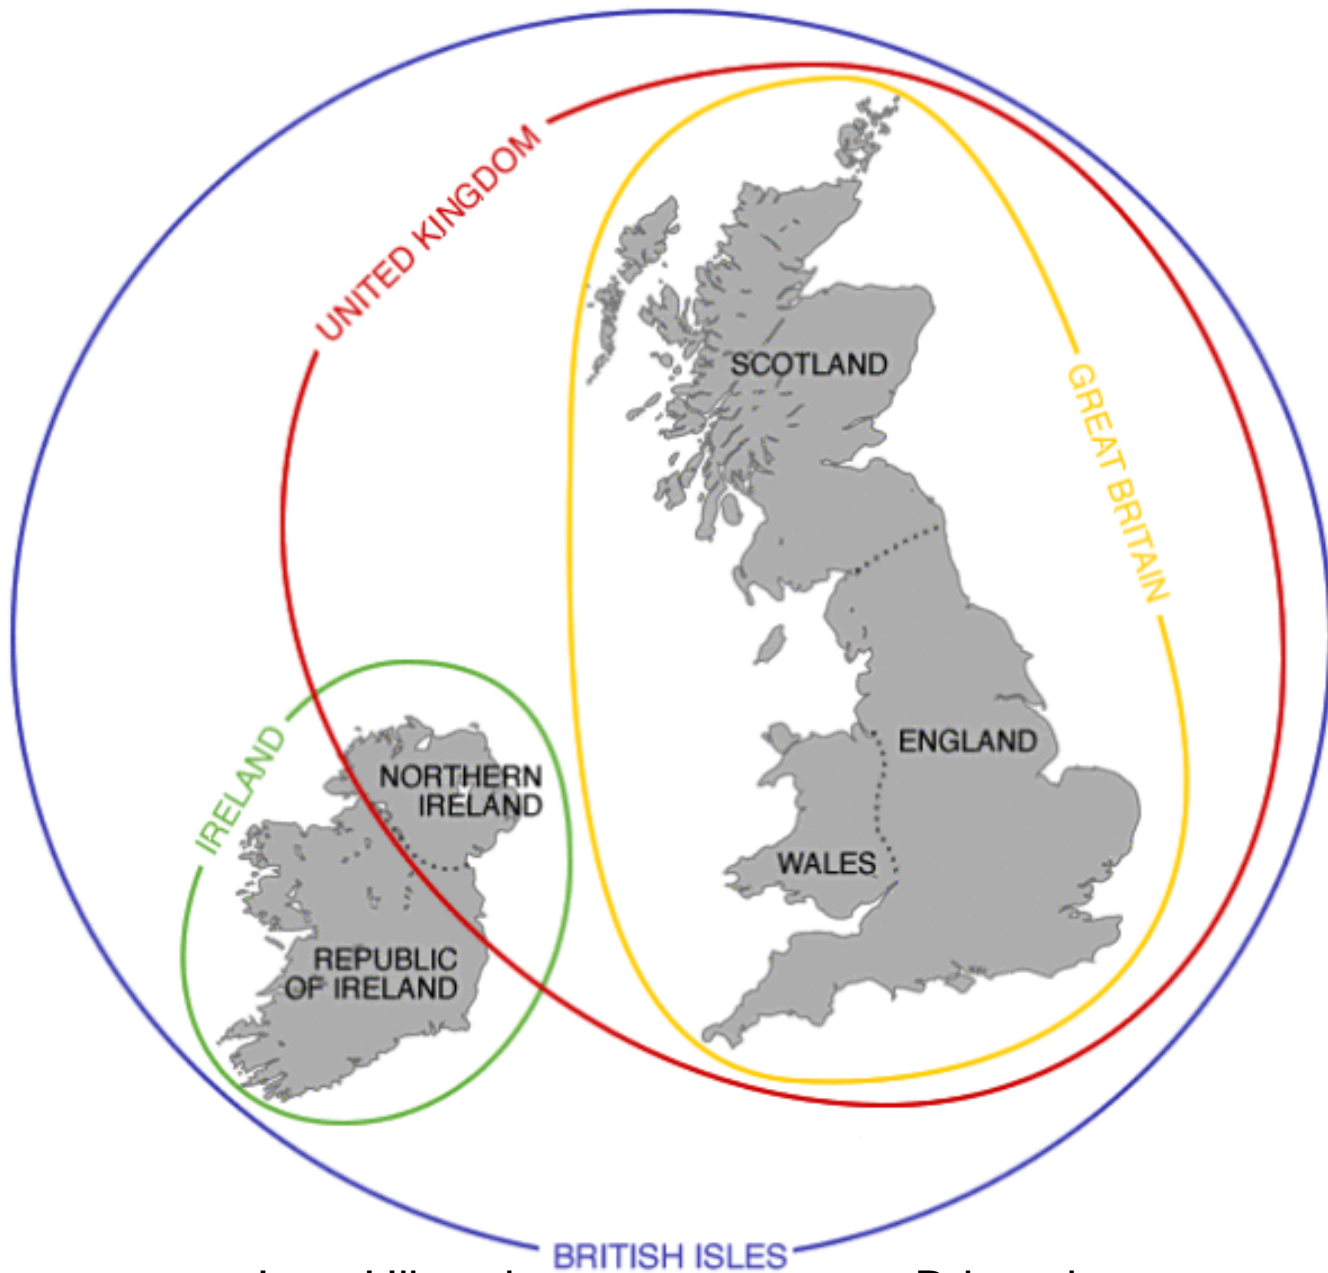 UNITED KINGDOM
SCOTLAND
GREAT BRITAIN
IRELAND
ENGLAND
NORTHERN
IRELAND
WALES
REPUBLIC
OF IRELAND
BRITISH ISLES